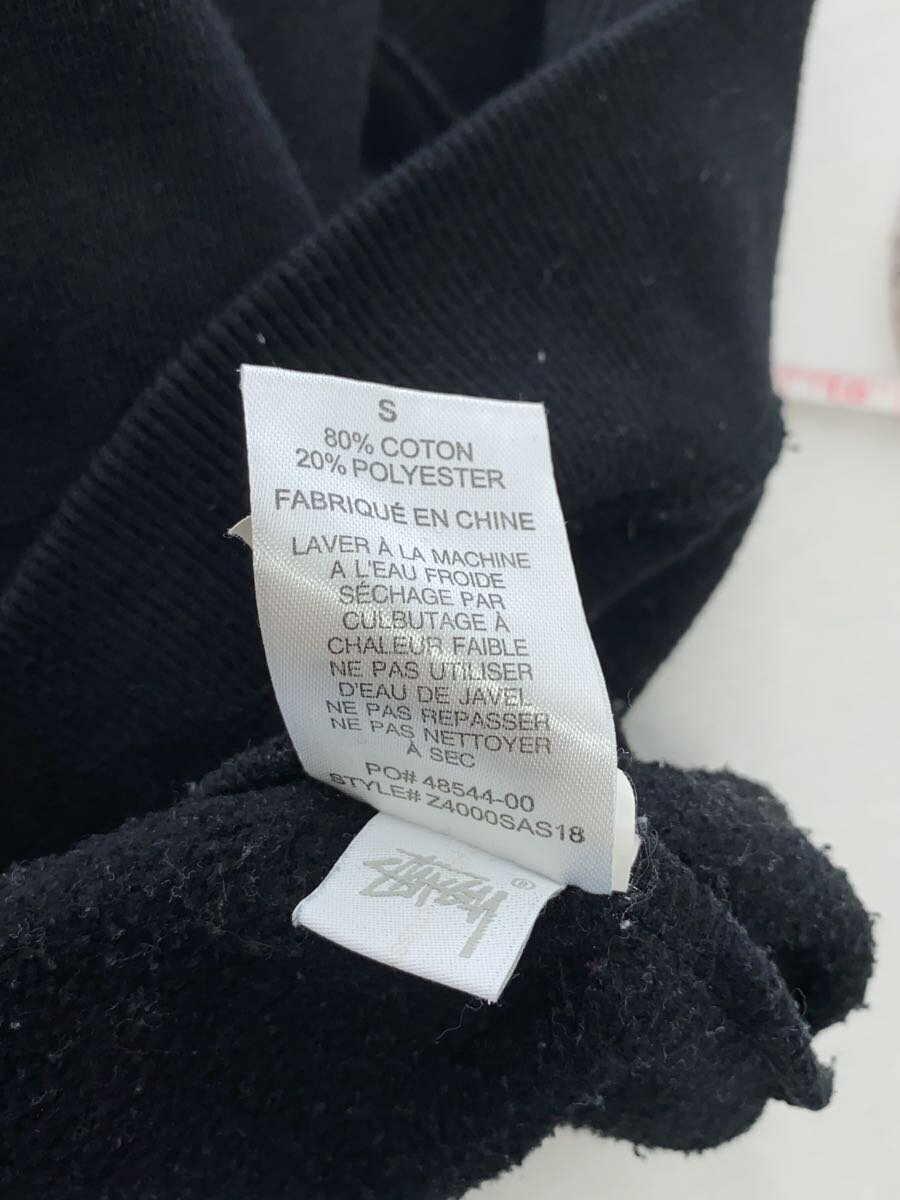 S
80% COTON
20% POLYESTER
FABRIQUÉ EN CHINE
LAVER À LA MACHINE
A L'EAU FROIDE
SÉCHAGE PAR
CULBUTAGE À
CHALEUR FAIBLE
NE PAS UTILISER
D'EAU DE JAVEL
NE PAS REPASSER
NE PAS NETTOYER
À SEC
PO# 48544-00
STYLE# Z4000SAS18
STUSSY ®